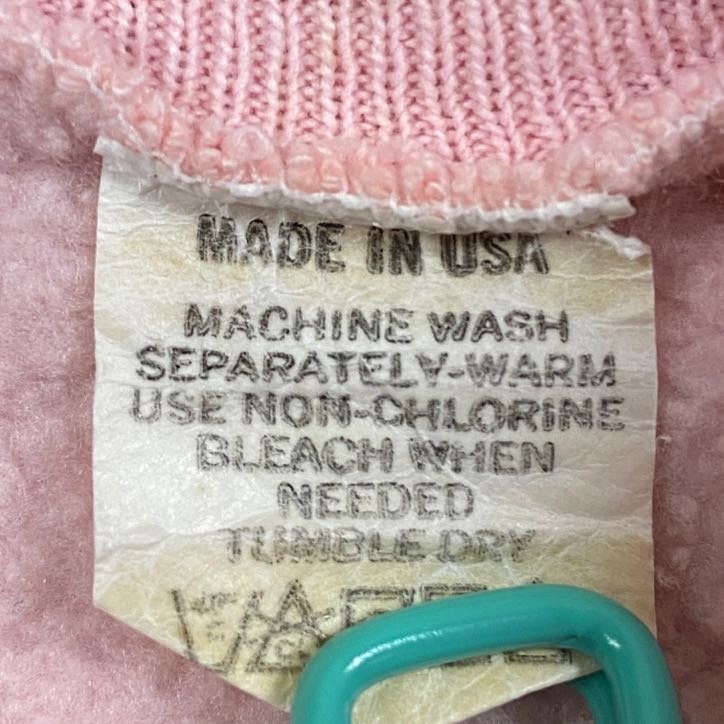 MADE IN USA
MACHINE WASH
SEPARATELY-WARM
USE NON-CHLORINE
BLEACH WHEN
NEEDED
TUMBLE DRY